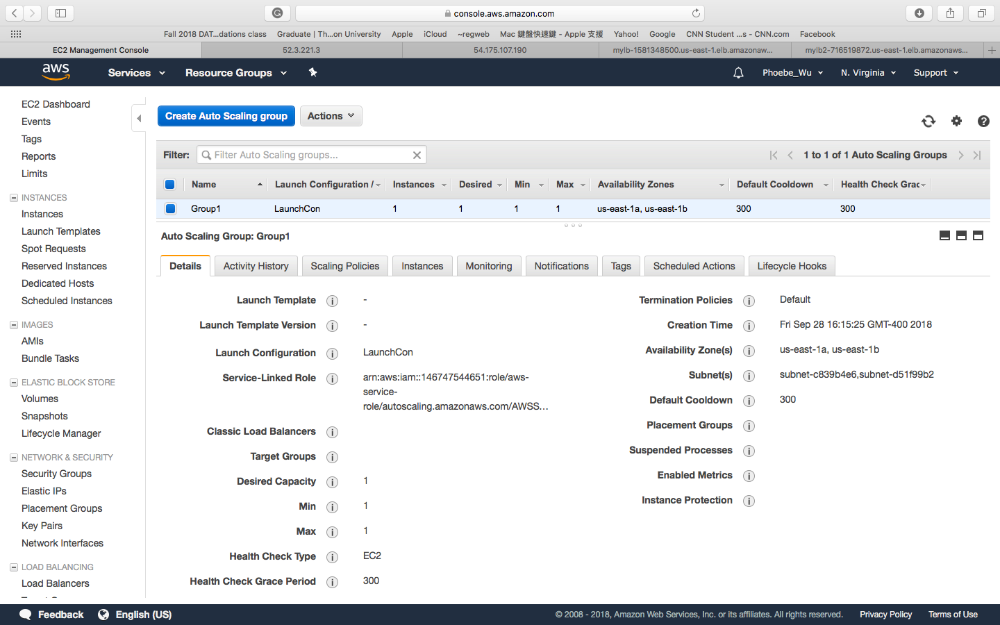 console.aws.amazon.com
Fall 2018 DAT...dations class Graduate | Th...on University Apple iCloud ~regweb Mac 鍵盤快速鍵 - Apple 支援 Yahoo! Google CNN Student ...s - CNN.com Facebook
EC2 Management Console 52.3.221.3 54.175.107.190 mylb-1581348500.us-east-1.elb.amazonaw... mylb2-716519872.us-east-1.elb.amazonaws...
aws Services Resource Groups Phoebe_Wu N. Virginia Support
EC2 Dashboard
Events
Tags
Reports
Limits
INSTANCES
Instances
Launch Templates
Spot Requests
Reserved Instances
Dedicated Hosts
Scheduled Instances
IMAGES
AMIs
Bundle Tasks
ELASTIC BLOCK STORE
Volumes
Snapshots
Lifecycle Manager
NETWORK & SECURITY
Security Groups
Elastic IPs
Placement Groups
Key Pairs
Network Interfaces
LOAD BALANCING
Load Balancers
Create Auto Scaling group Actions
Filter: Filter Auto Scaling groups... 1 to 1 of 1 Auto Scaling Groups
Name Launch Configuration / Instances Desired Min Max Availability Zones Default Cooldown Health Check Grac
Group1 LaunchCon 1 1 1 1 us-east-1a, us-east-1b 300 300
Auto Scaling Group: Group1
Details Activity History Scaling Policies Instances Monitoring Notifications Tags Scheduled Actions Lifecycle Hooks
Launch Template -
Launch Template Version -
Launch Configuration LaunchCon
Service-Linked Role arn:aws:iam::146747544651:role/aws-
service-
role/autoscaling.amazonaws.com/AWSS...
Classic Load Balancers
Target Groups
Desired Capacity 1
Min 1
Max 1
Health Check Type EC2
Health Check Grace Period 300
Termination Policies Default
Creation Time Fri Sep 28 16:15:25 GMT-400 2018
Availability Zone(s) us-east-1a, us-east-1b
Subnet(s) subnet-c839b4e6,subnet-d51f99b2
Default Cooldown 300
Placement Groups
Suspended Processes
Enabled Metrics
Instance Protection
Feedback English (US) © 2008 - 2018, Amazon Web Services, Inc. or its affiliates. All rights reserved. Privacy Policy Terms of Use